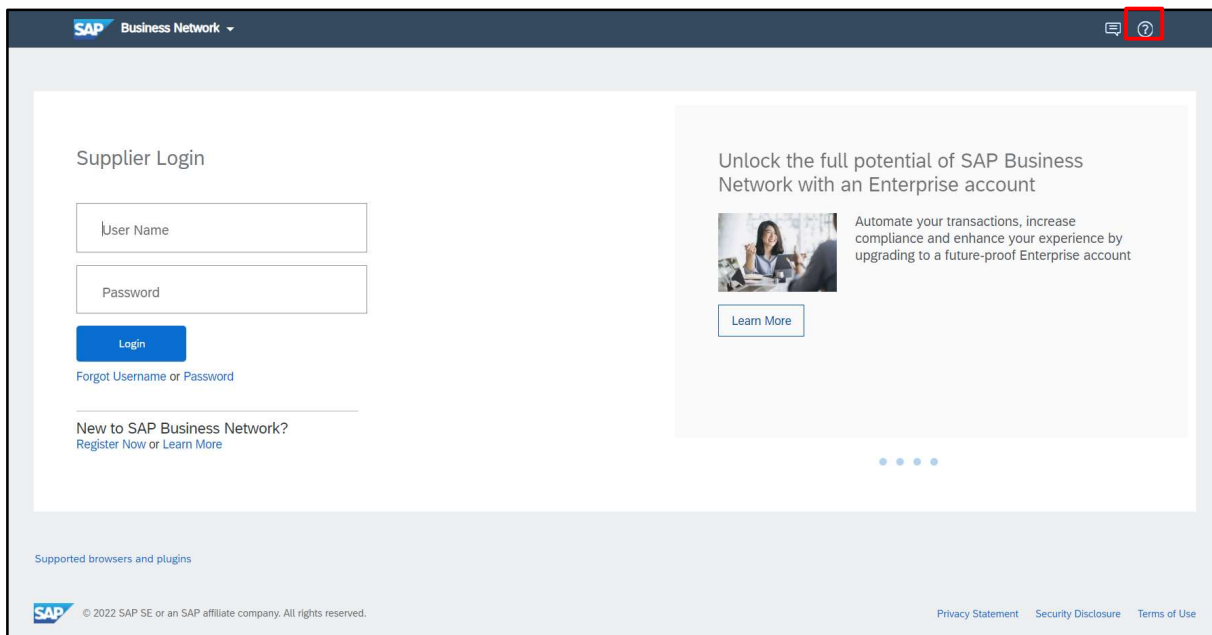 SAP Business Network
Supplier Login
User Name
Password
Login
Forgot Username or Password
New to SAP Business Network?
Register Now or Learn More
Unlock the full potential of SAP Business
Network with an Enterprise account
Automate your transactions, increase
compliance and enhance your experience by
upgrading to a future-proof Enterprise account
Learn More
Supported browsers and plugins
SAP © 2022 SAP SE or an SAP affiliate company. All rights reserved.
Privacy Statement Security Disclosure Terms of Use